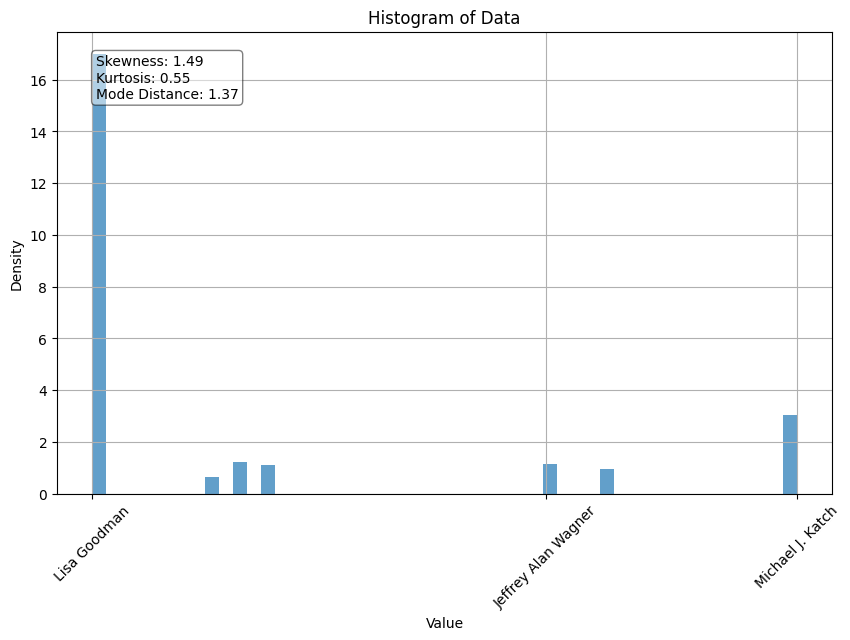 Histogram of Data
Skewness: 1.49
Kurtosis: 0.55
Mode Distance: 1.37
Density
16
14
12
10
8
6
4
2
0
Lisa Goodman
Jeffrey Alan Wagner
Michael J. Katch
Value